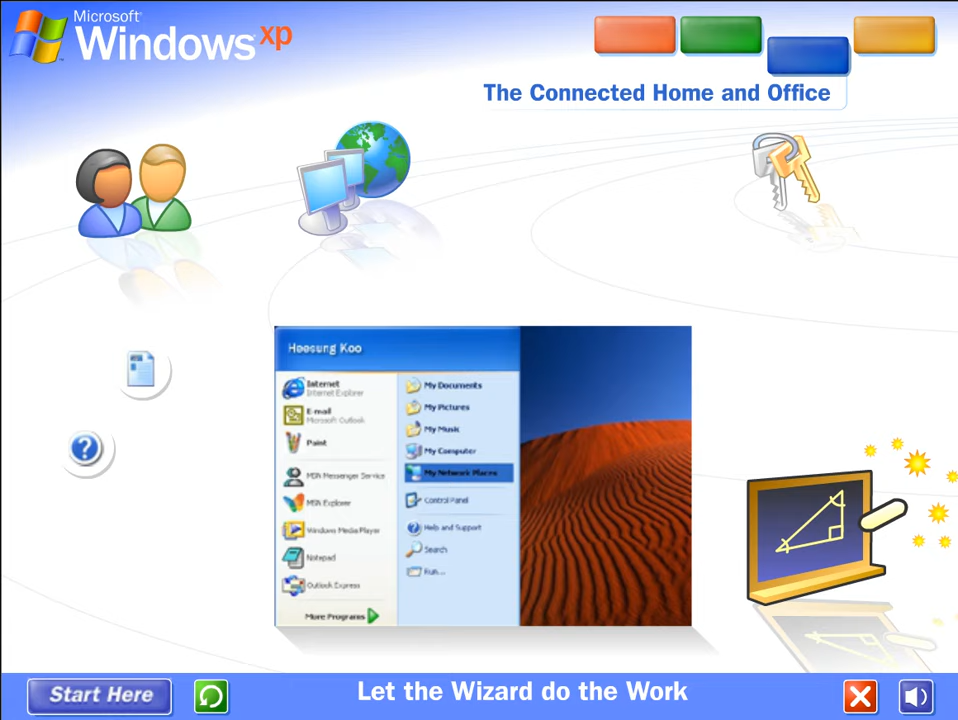 Microsoft®
Windows xp
The Connected Home and Office
Heesung Koo
Internet
Internet Explorer
E-mail
Microsoft Outlook
Paint
MSN Messenger Service
MSN Explorer
Windows Media Player
Notepad
Outlook Express
More Programs
My Documents
My Pictures
My Music
My Computer
My Network Places
Control Panel
Help and Support
Search
Run...
Start Here
Let the Wizard do the Work